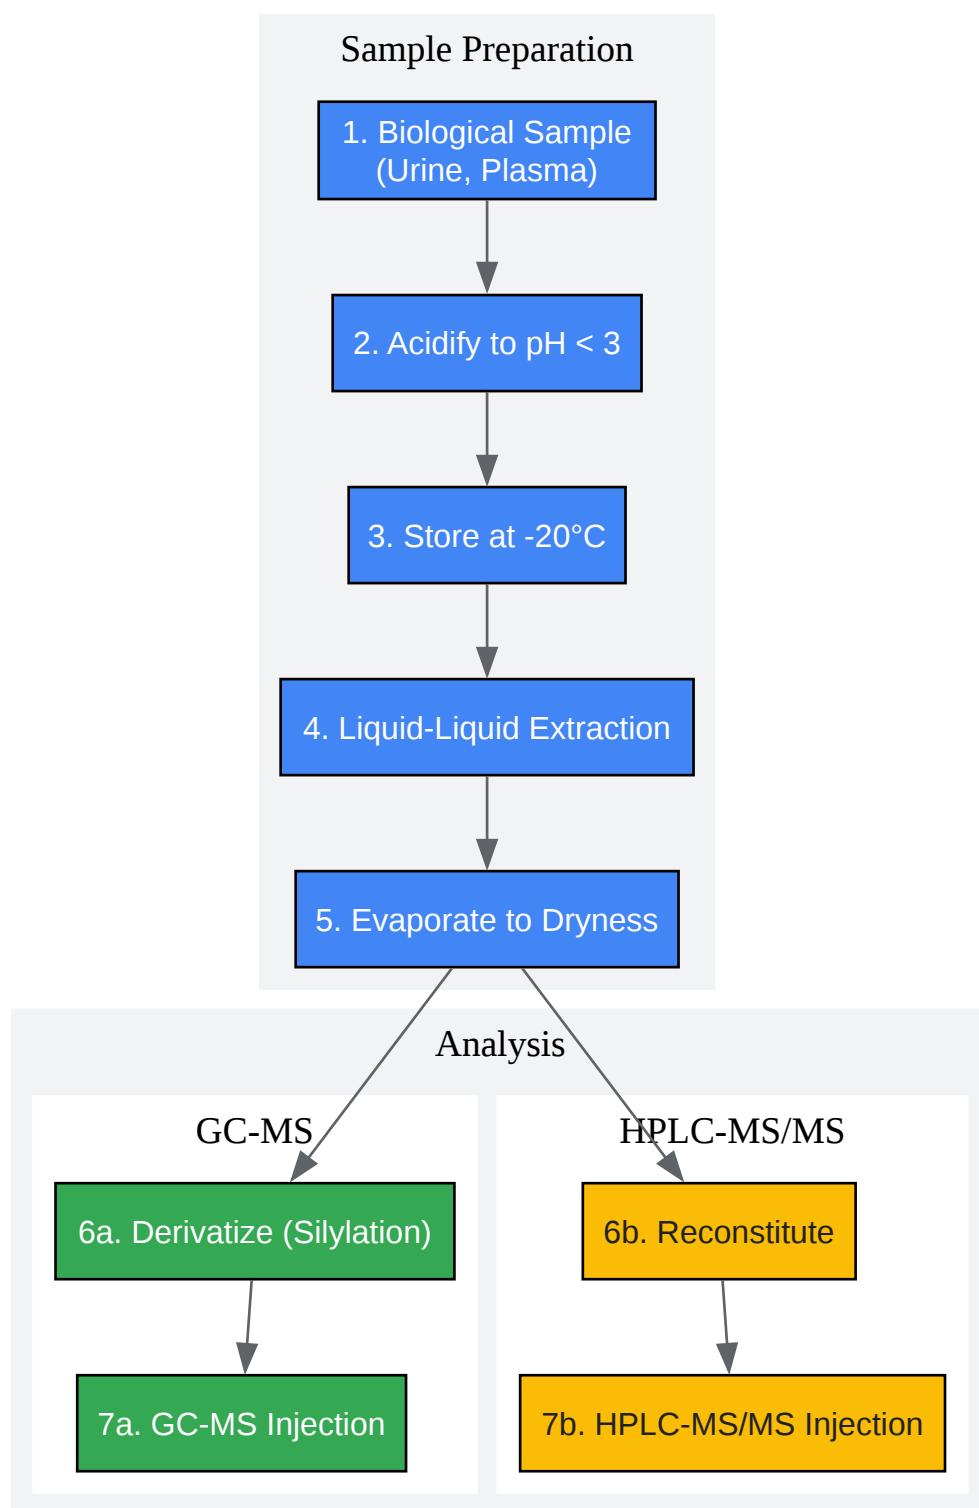 Sample Preparation
1. Biological Sample
(Urine, Plasma)
2. Acidify to pH < 3
3. Store at -20°C
4. Liquid-Liquid Extraction
5. Evaporate to Dryness
Analysis
GC-MS
6a. Derivatize (Silylation)
7a. GC-MS Injection
HPLC-MS/MS
6b. Reconstitute
7b. HPLC-MS/MS Injection